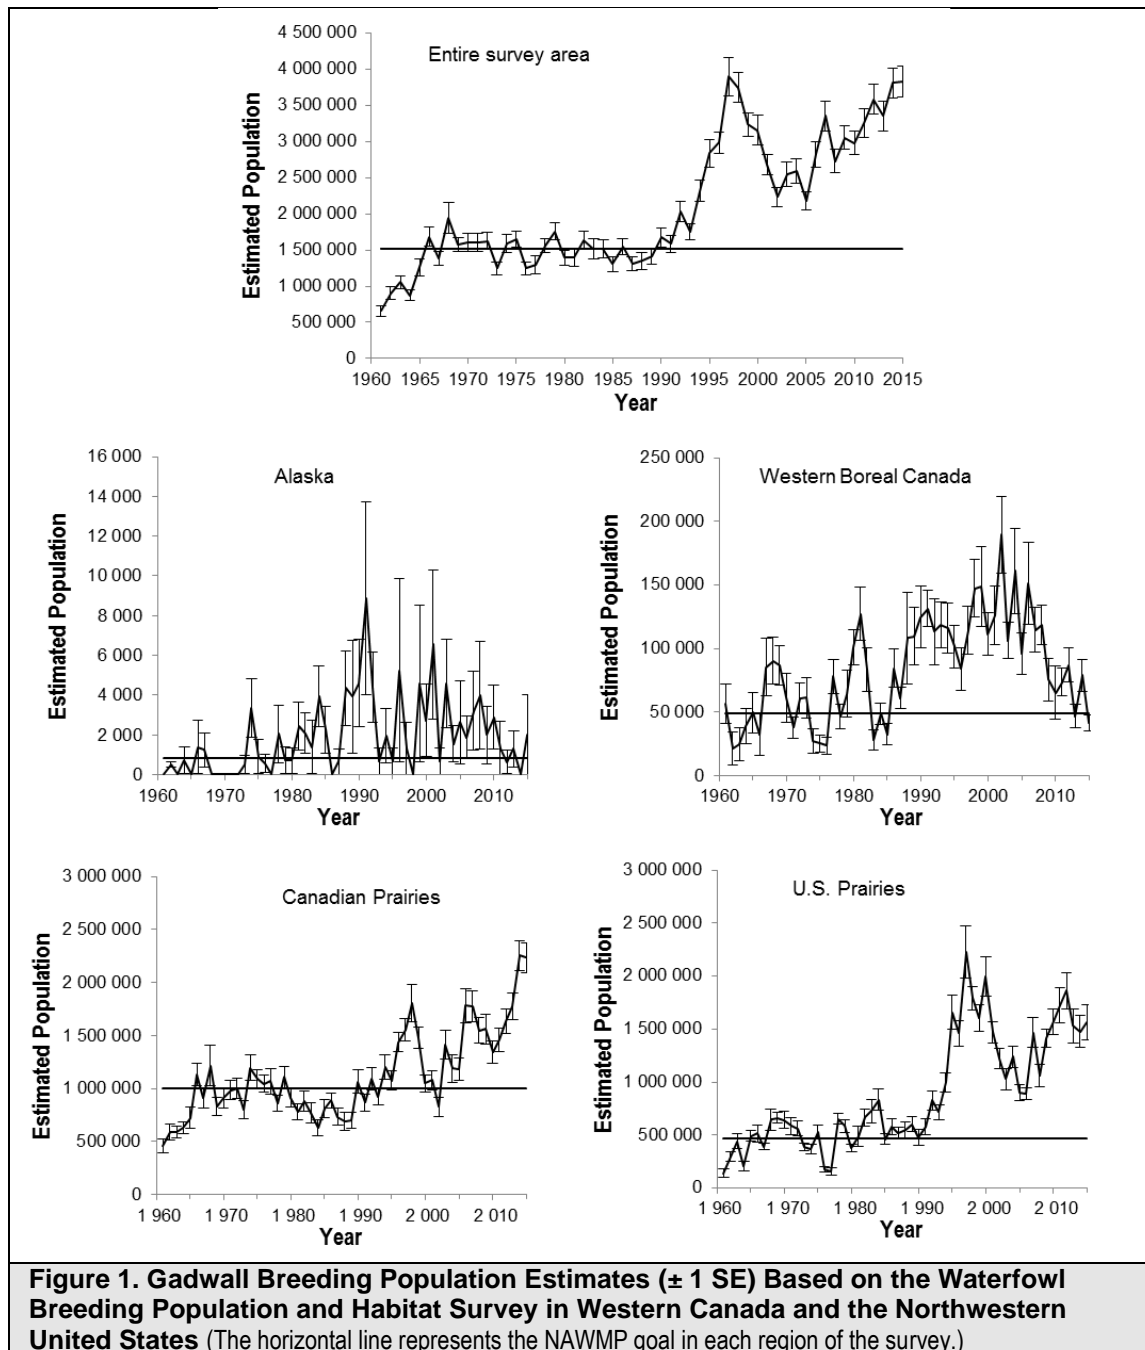 Entire survey area
Estimated Population
4 500 000
4 000 000
3 500 000
3 000 000
2 500 000
2 000 000
1 500 000
1 000 000
500 000
0
1960 1965 1970 1975 1980 1985 1990 1995 2000 2005 2010 2015
Year
Alaska
Estimated Population
16 000
14 000
12 000
10 000
8 000
6 000
4 000
2 000
0
1960 1970 1980 1990 2000 2010
Year
Western Boreal Canada
Estimated Population
250 000
200 000
150 000
100 000
50 000
0
1960 1970 1980 1990 2000 2010
Year
Canadian Prairies
Estimated Population
3 000 000
2 500 000
2 000 000
1 500 000
1 000 000
500 000
0
1 960 1 970 1 980 1 990 2 000 2 010
Year
U.S. Prairies
Estimated Population
3 000 000
2 500 000
2 000 000
1 500 000
1 000 000
500 000
0
1 960 1 970 1 980 1 990 2 000 2 010
Year
Figure 1. Gadwall Breeding Population Estimates (± 1 SE) Based on the Waterfowl
Breeding Population and Habitat Survey in Western Canada and the Northwestern
United States (The horizontal line represents the NAWMP goal in each region of the survey.)